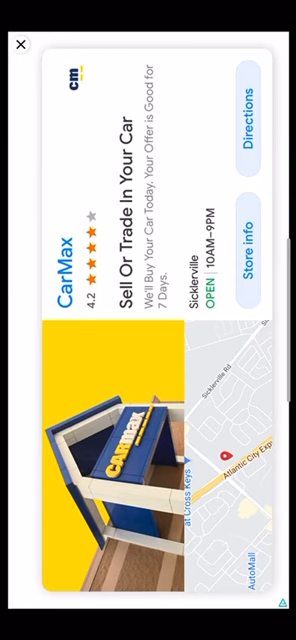 cm
CarMax
4.2
Sell Or Trade In Your Car
We'll Buy Your Car Today. Your Offer is Good for
7 Days.
Sicklerville
OPEN | 10AM–9PM
Store info
Directions
CARMAX
Sicklerville Rd
Atlantic City Exp
at Cross Keys
AutoMall